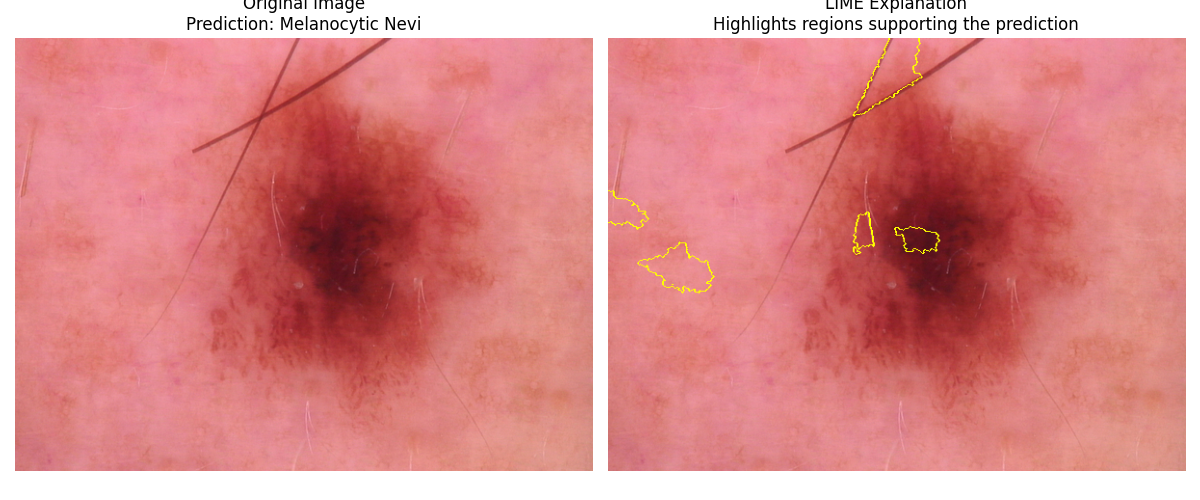 Original Image
Prediction: Melanocytic Nevi
LIME Explanation
Highlights regions supporting the prediction